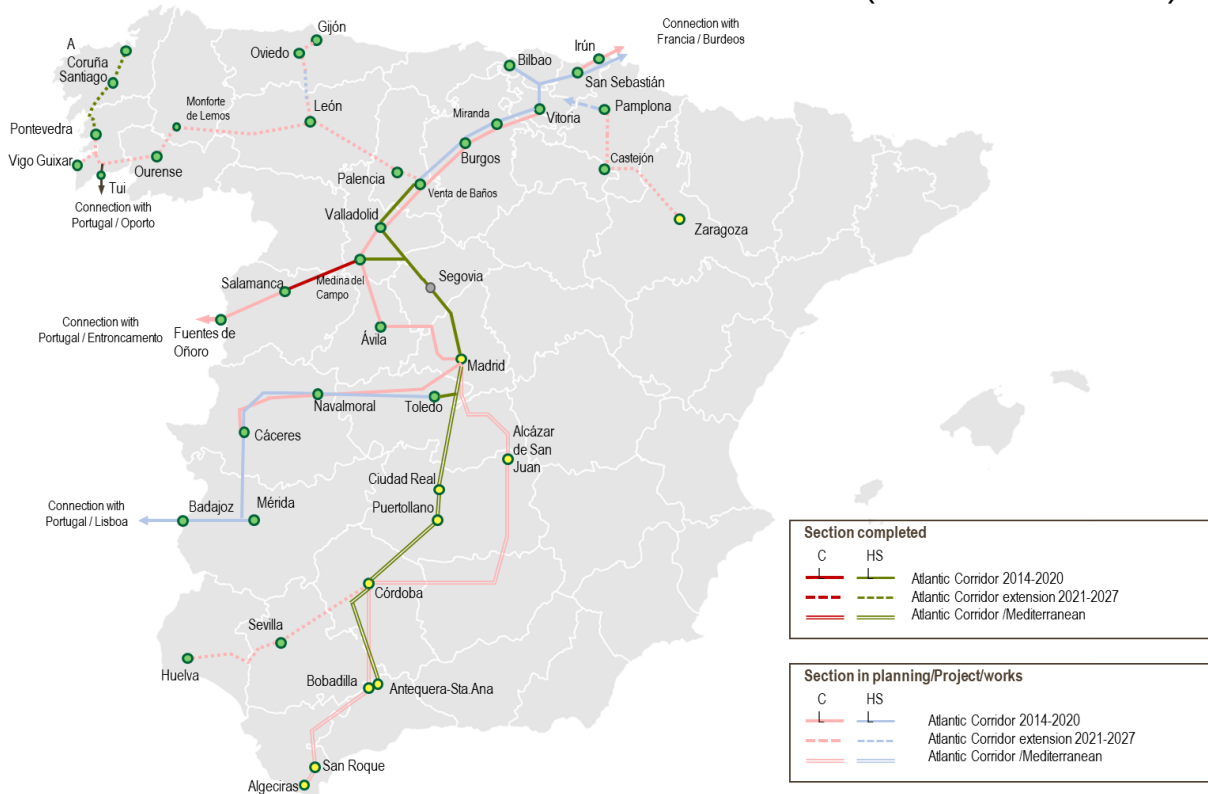 Connection with
Francia / Burdeos
Gijón
Irún
A
Coruña
Oviedo
Bilbao
Santiago
San Sebastián
Monforte
de Lemos
León
Miranda
Vitoria
Pamplona
Pontevedra
Burgos
Vigo Guixar
Ourense
Castejón
Palencia
Tui
Venta de Baños
Connection with
Portugal / Oporto
Valladolid
Zaragoza
Segovia
Salamanca
Medina del
Campo
Connection with
Portugal / Entroncamento
Fuentes de
Oñoro
Ávila
Madrid
Navalmoral
Toledo
Cáceres
Alcázar
de San
Juan
Ciudad Real
Connection with
Portugal / Lisboa
Badajoz
Mérida
Puertollano
Section completed
C HS
L L
Atlantic Corridor 2014-2020
Atlantic Corridor extension 2021-2027
Atlantic Corridor /Mediterranean
Córdoba
Sevilla
Huelva
Bobadilla
Antequera-Sta.Ana
Section in planning/Project/works
C HS
L L
Atlantic Corridor 2014-2020
Atlantic Corridor extension 2021-2027
Atlantic Corridor /Mediterranean
San Roque
Algeciras